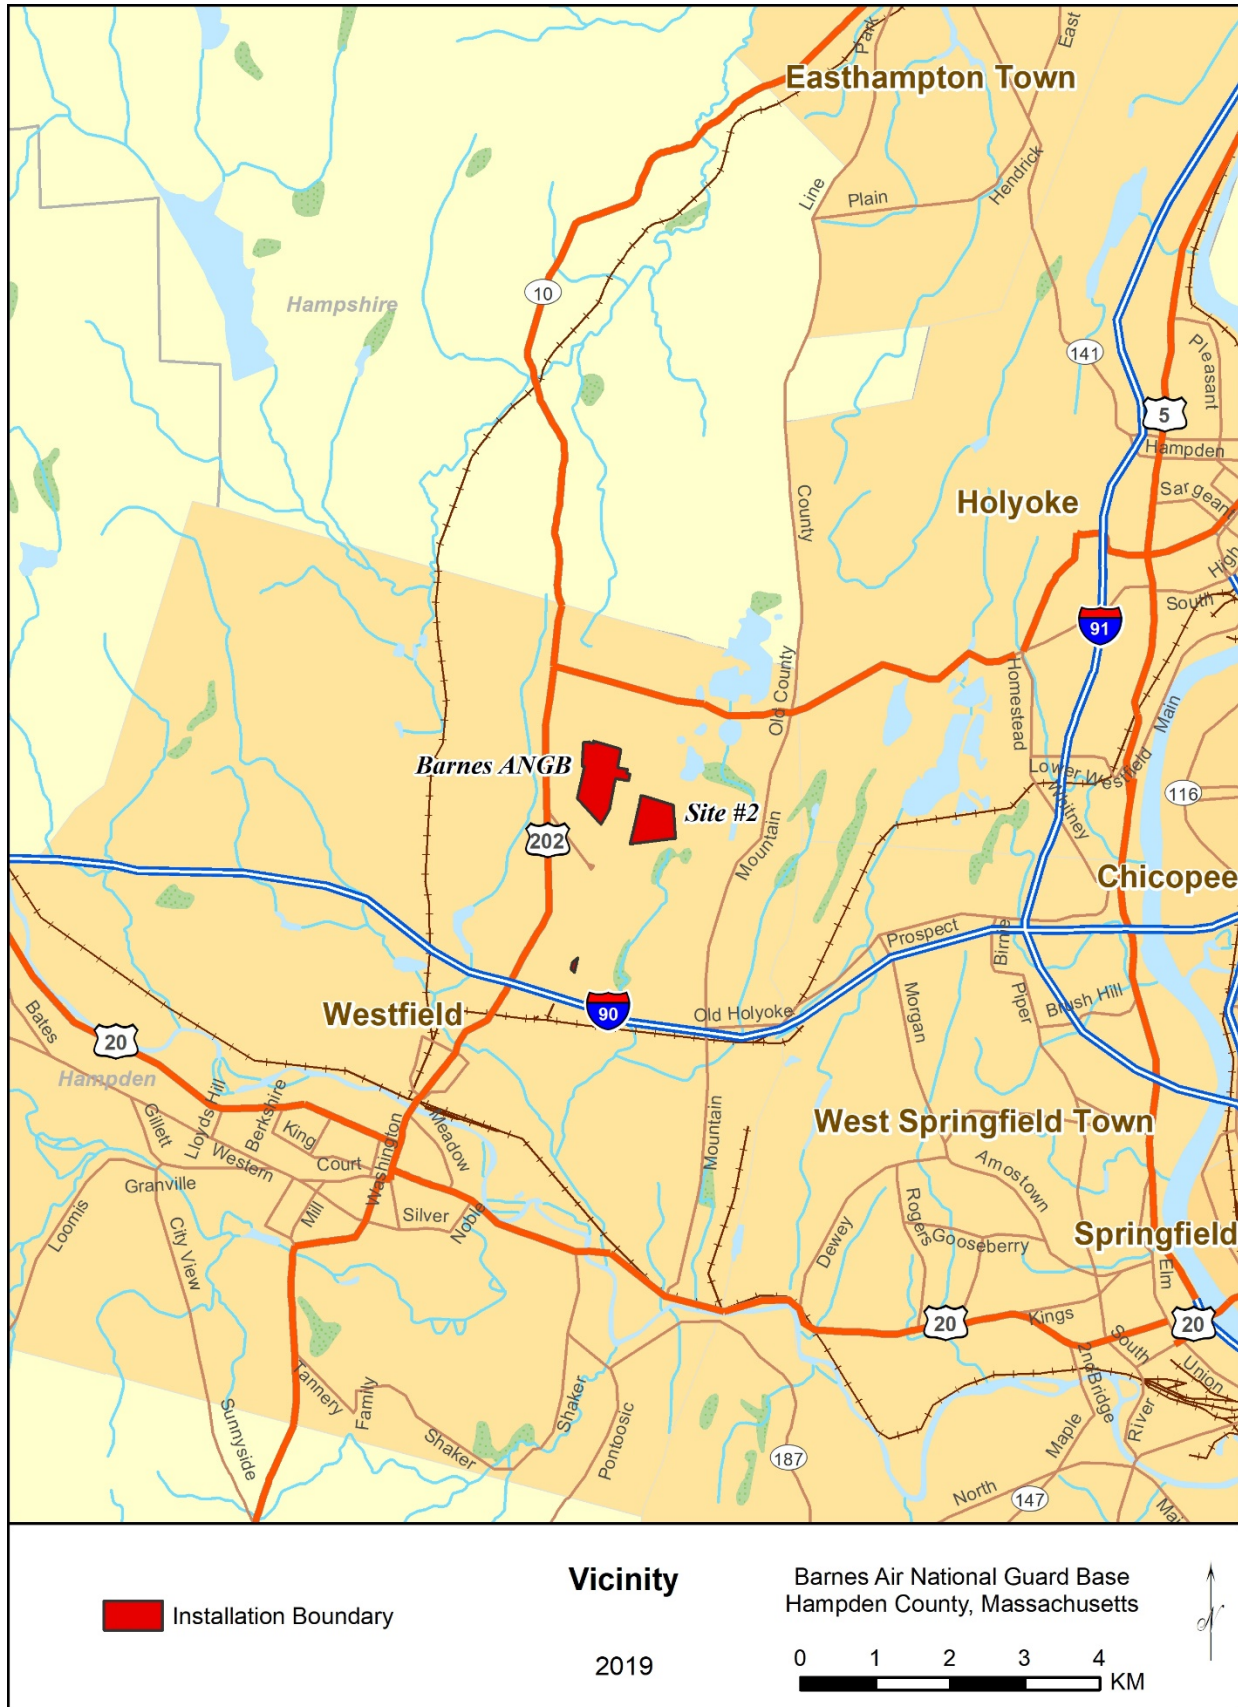 Park
East
Easthampton Town
Hendrick
Line
Plain
Hampshire
10
141
Pleasant
5
Hampden
Sargeant
County
Holyoke
High
South
91
Old County
Homestead
Main
Barnes ANGB
Lower Westfield
Site #2
Whitney
116
202
Mountain
Chicopee
Prospect
Birnie
Morgan
Piper
Brush Hill
Westfield
90
Old Holyoke
Bates
20
Hampden
Gillett
Lloyds Hill
Berkshire
King
Court
Western
Washington
Meadow
Mountain
West Springfield Town
Amostown
Granville
Loomis
City View
Mill
Silver
Noble
Dewey
Rogers
Gooseberry
Springfield
Elm
20
Kings
20
South
Union
2nd
Bridge
River
Tannery
Family
Shaker
Shaker
Pontoosic
Sunnyside
187
Maple
North
147
Mai
Vicinity
Installation Boundary
2019
Barnes Air National Guard Base
Hampden County, Massachusetts
N
0 1 2 3 4
KM